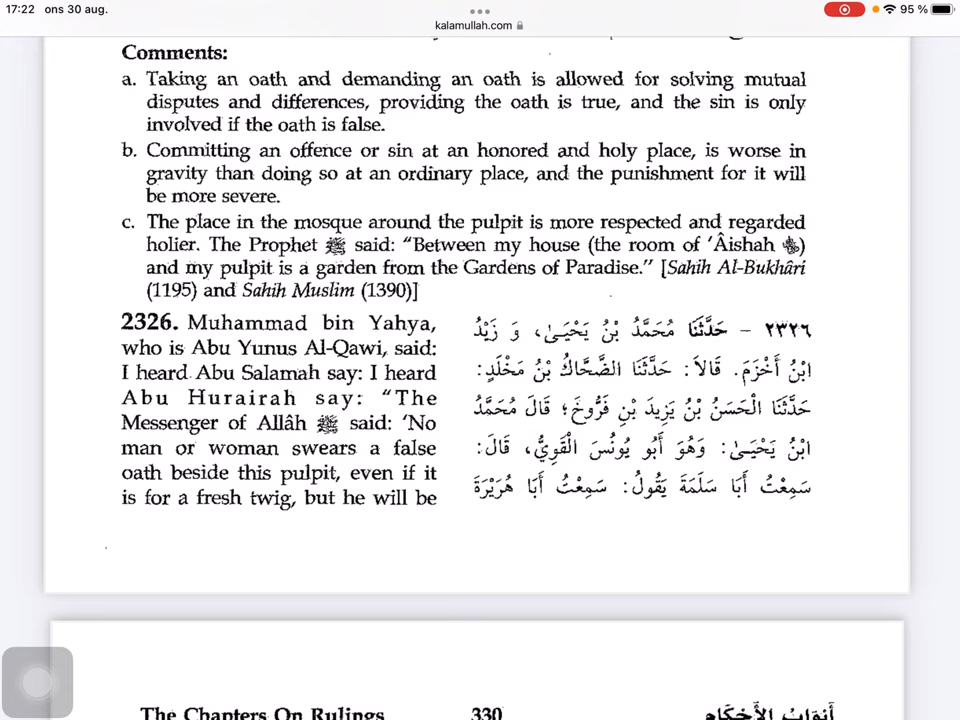 17:22 ons 30 aug.
95 %
kalamullah.com
Comments:
a. Taking an oath and demanding an oath is allowed for solving mutual
disputes and differences, providing the oath is true, and the sin is only
involved if the oath is false.
b. Committing an offence or sin at an honored and holy place, is worse in
gravity than doing so at an ordinary place, and the punishment for it will
be more severe.
c. The place in the mosque around the pulpit is more respected and regarded
holier. The Prophet ﷺ said: “Between my house (the room of ‘Âishah)
and my pulpit is a garden from the Gardens of Paradise.” [Sahih Al-Bukhâri
(1195) and Sahih Muslim (1390)]
2326. Muhammad bin Yahya,
who is Abu Yunus Al-Qawi, said:
I heard Abu Salamah say: I heard
Abu Hurairah say: “The
Messenger of Allâh ﷺ said: ‘No
man or woman swears a false
oath beside this pulpit, even if it
is for a fresh twig, but he will be
٢٣٢٦ – حَدَّثَنَا مُحَمَّدُ بْنُ يَحْيَىٰ، وَ زَيْدُ
ابْنُ أَخْزَمَ. قَالاَ: حَدَّثَنَا الضَّحَّاكُ بْنُ مَخْلَدٍ:
حَدَّثَنَا الْحَسَنُ بْنُ يَزِيدَ بْنِ فَرُّوخَ؛ قَالَ مُحَمَّدُ
ابْنُ يَحْيَىٰ: وَهُوَ أَبُو يُونُسَ الْقَوِيُّ، قَالَ:
سَمِعْتُ أَبَا سَلَمَةَ يَقُولُ: سَمِعْتُ أَبَا هُرَيْرَةَ
The Chapters On Rulings 330 أبواب الأحكام